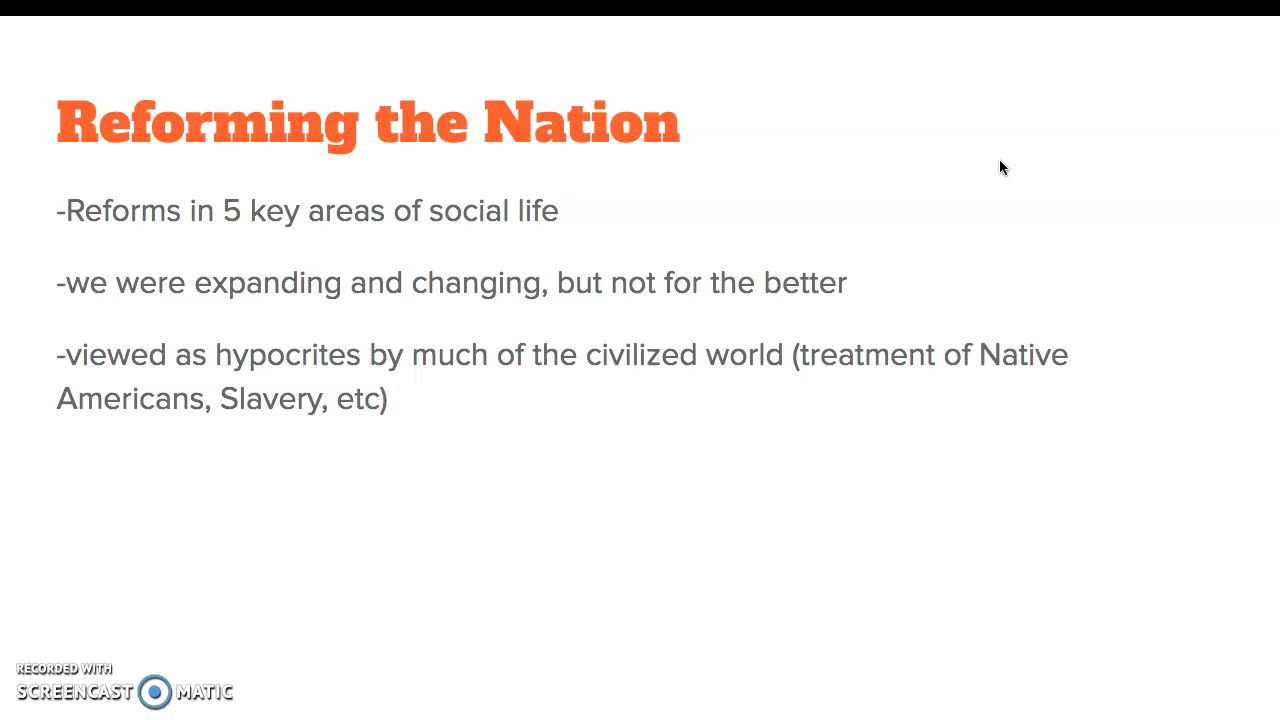 Reforming the Nation
-Reforms in 5 key areas of social life
-we were expanding and changing, but not for the better
-viewed as hypocrites by much of the civilized world (treatment of Native
Americans, Slavery, etc)
RECORDED WITH
SCREENCAST MATIC